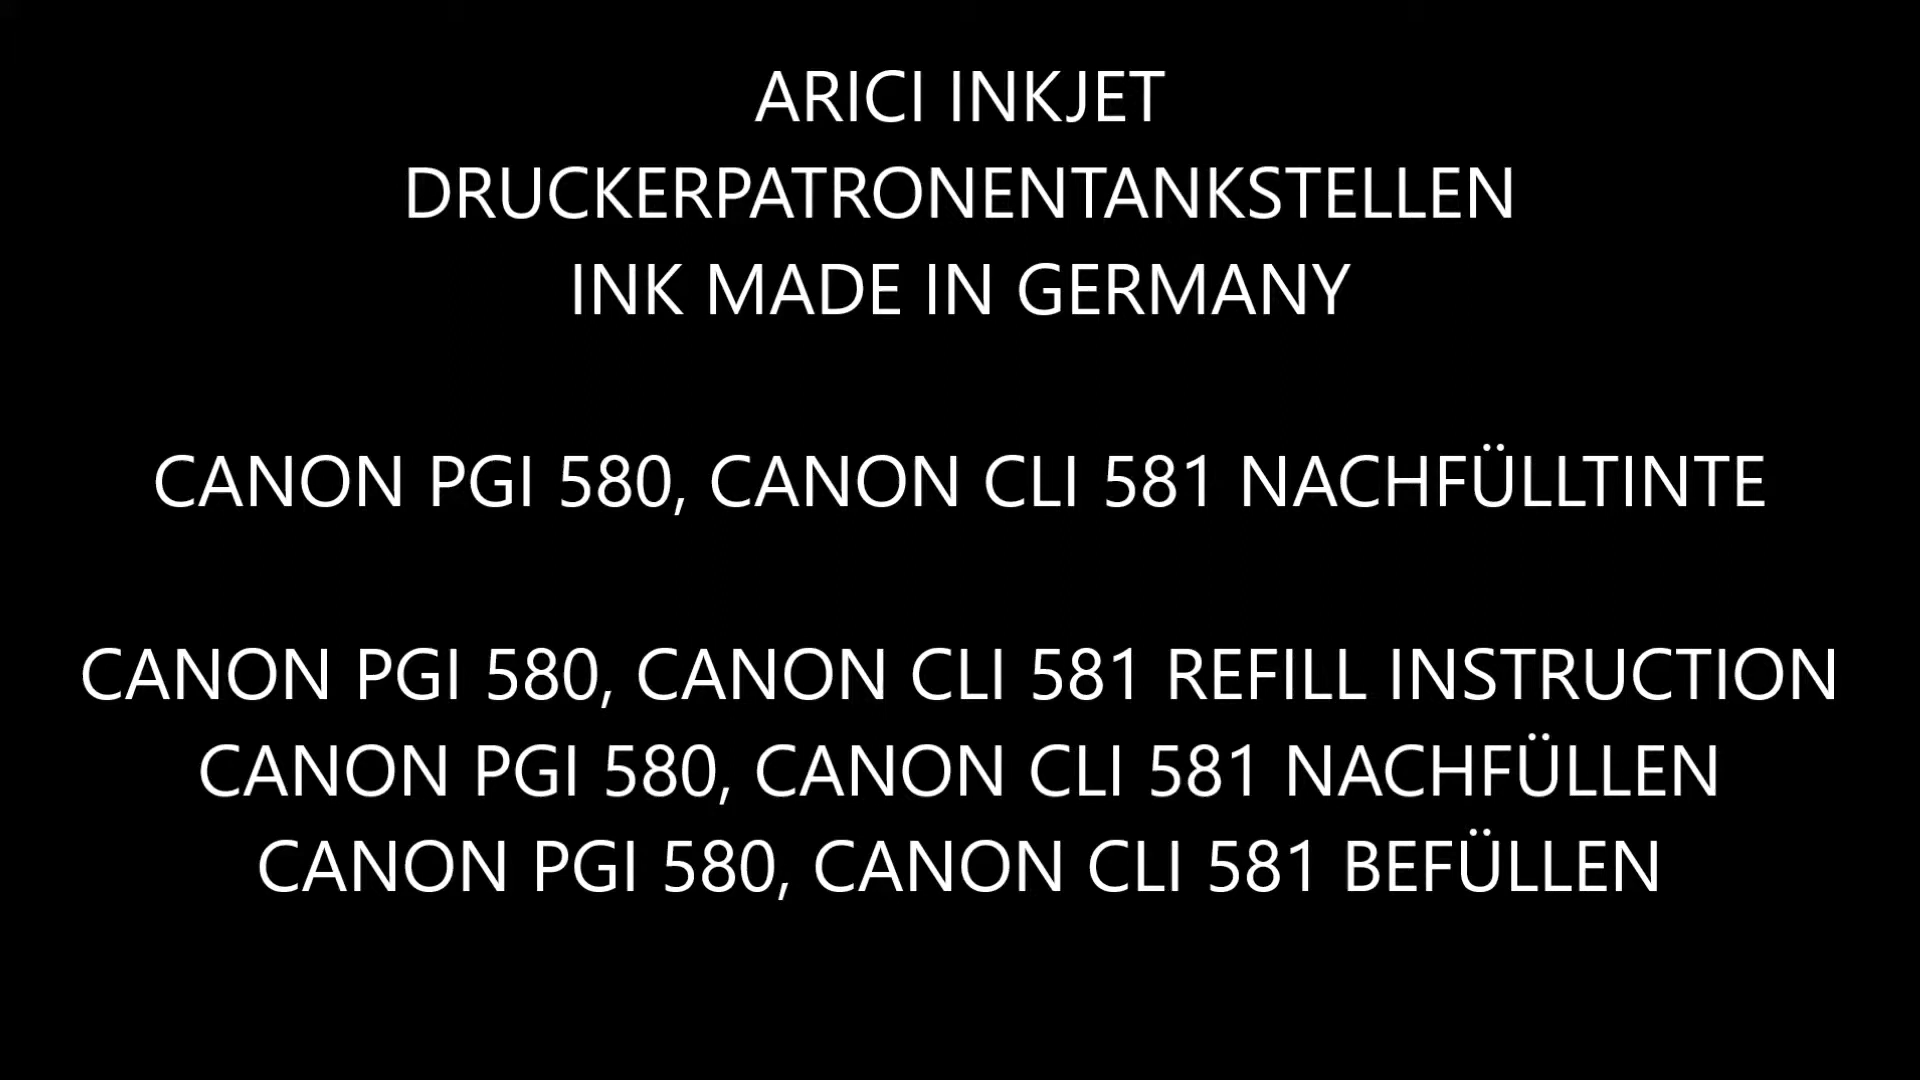 ARICI INKJET
DRUCKERPATRONENTANKSTELLEN
INK MADE IN GERMANY
CANON PGI 580, CANON CLI 581 NACHFÜLLTINTE
CANON PGI 580, CANON CLI 581 REFILL INSTRUCTION
CANON PGI 580, CANON CLI 581 NACHFÜLLEN
CANON PGI 580, CANON CLI 581 BEFÜLLEN